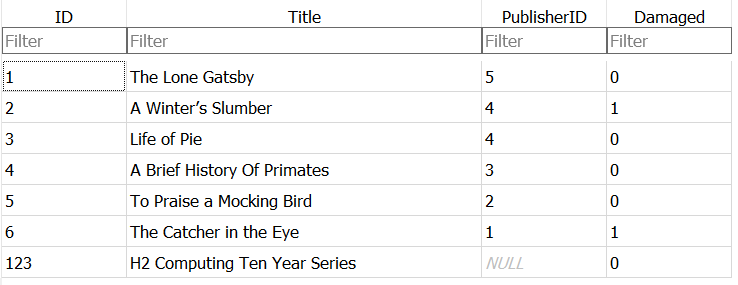 ID Title PublisherID Damaged
Filter Filter Filter Filter
1 The Lone Gatsby 5 0
2 A Winter’s Slumber 4 1
3 Life of Pie 4 0
4 A Brief History Of Primates 3 0
5 To Praise a Mocking Bird 2 0
6 The Catcher in the Eye 1 1
123 H2 Computing Ten Year Series NULL 0